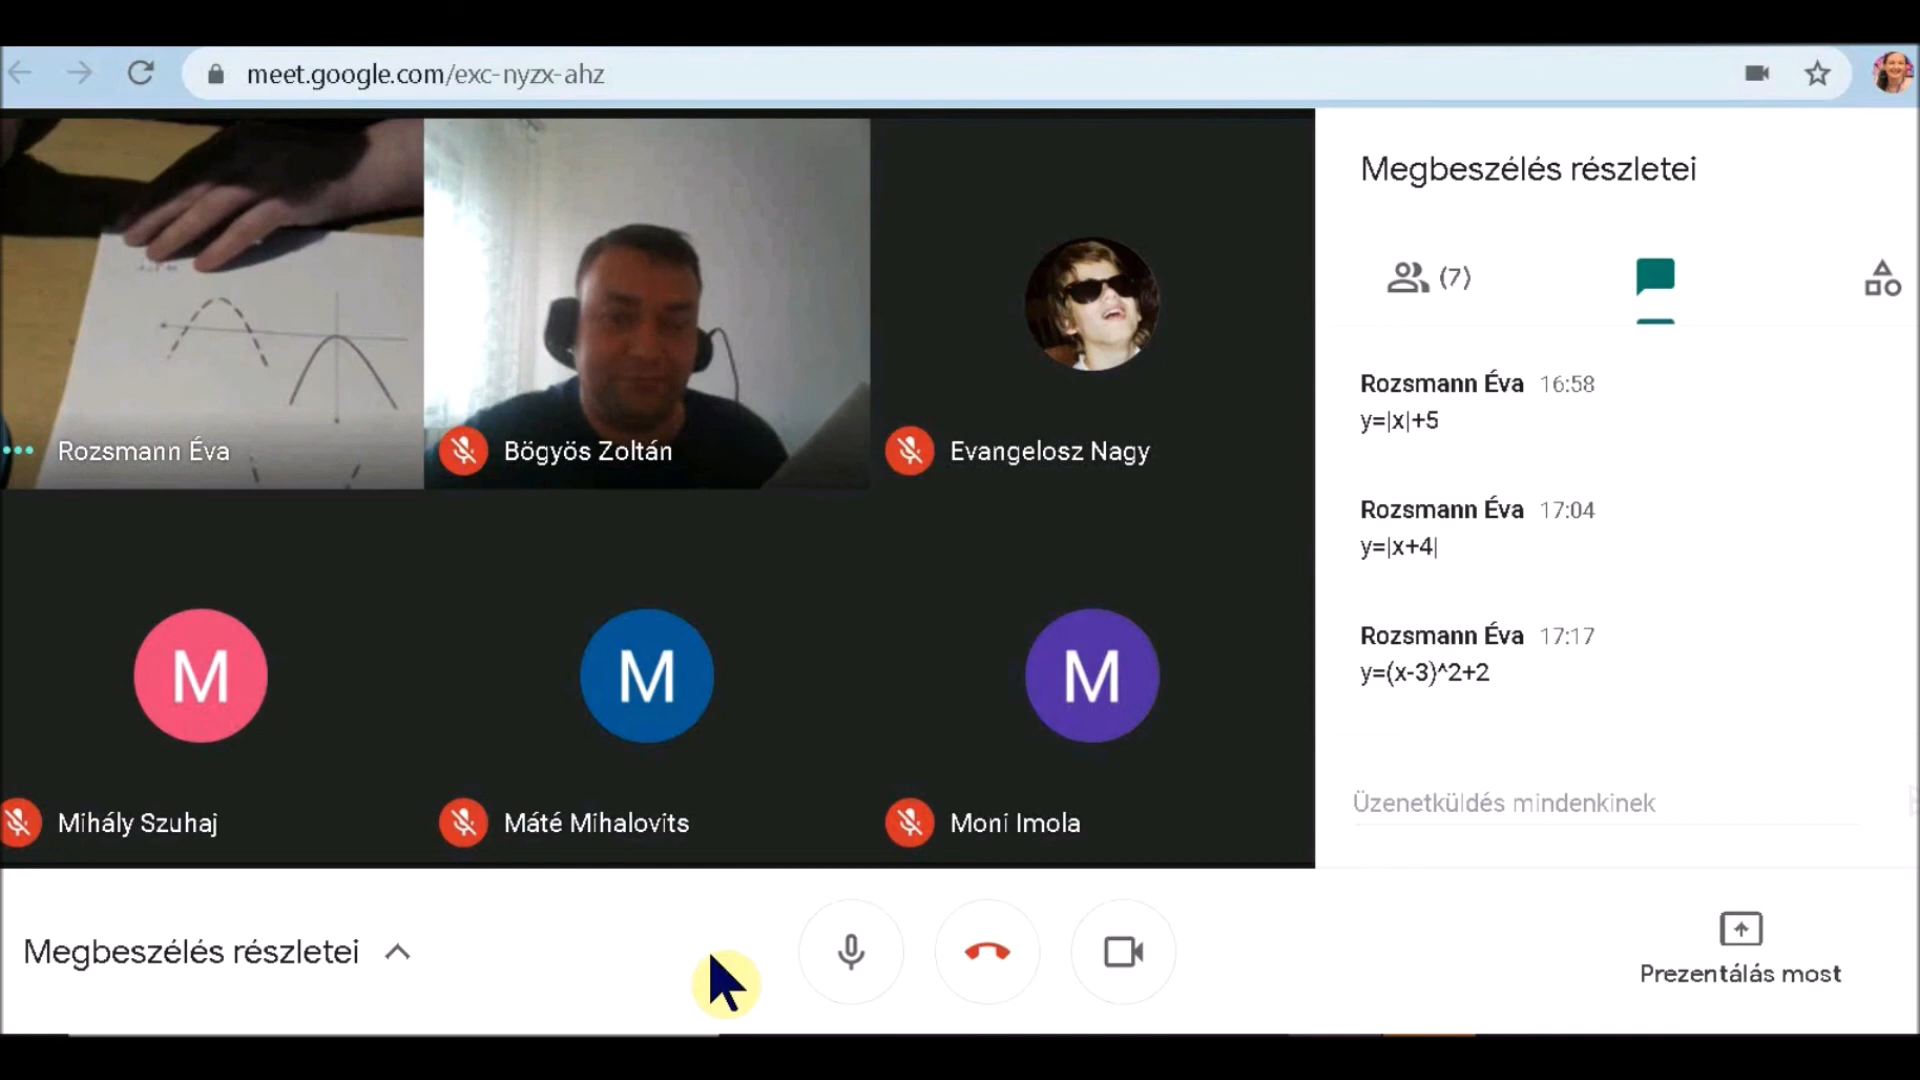 meet.google.com/exc-nyzx-ahz
Rozsmann Éva
Bögyös Zoltán
Evangelosz Nagy
M
M
M
Mihály Szuhaj
Máté Mihalovits
Moni Imola
Megbeszélés részletei
(7)
Rozsmann Éva 16:58
y=|x|+5
Rozsmann Éva 17:04
y=|x+4|
Rozsmann Éva 17:17
y=(x-3)^2+2
Üzenetküldés mindenkinek
Megbeszélés részletei
Prezentálás most